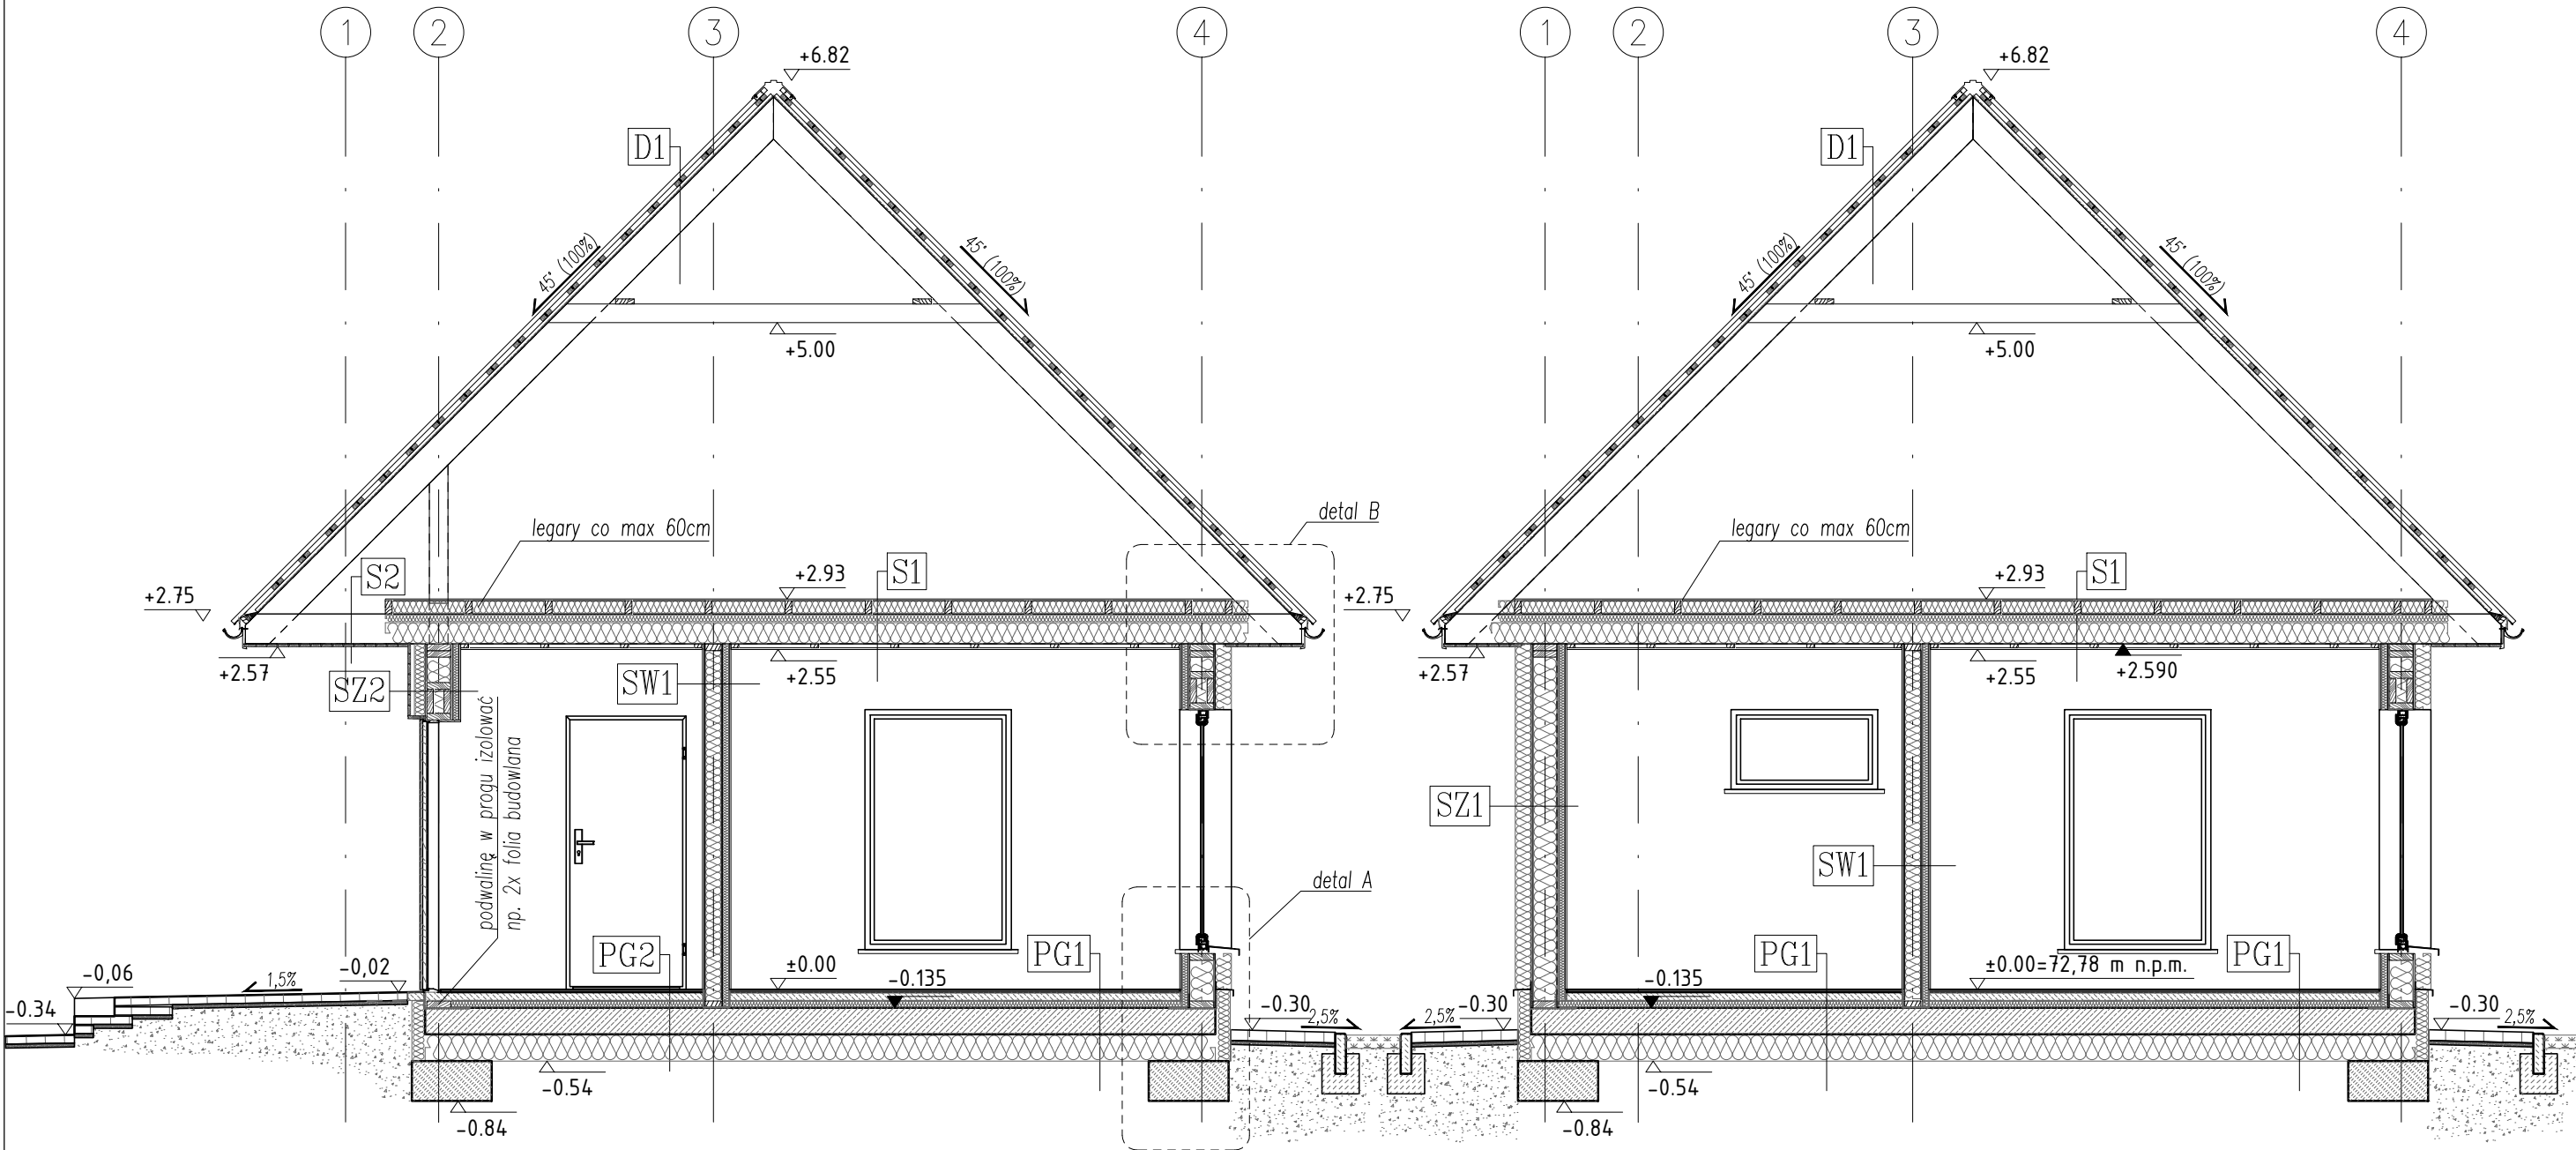 1 2 3 4 1 2 3 4
+6.82 +6.82
D1 D1
45° (100%) 45° (100%) 45° (100%) 45° (100%)
+5.00 +5.00
detal B
legary co max 60cm legary co max 60cm
S2 +2.93 S1 +2.93 S1
+2.75 +2.75
+2.57 +2.55 +2.57 +2.55 +2.590
SZ2 SW1
podwalinę w progu izolować
np. 2x folia budowlana
SZ1
SW1
detal A
PG2 PG1 PG1 PG1
-0,06 1,5% -0,02 ±0.00 -0.135 -0.135 ±0.00=72,78 m n.p.m.
-0.34 -0.30 2,5% 2,5% -0.30 -0.30 2,5%
-0.54 -0.54
-0.84 -0.84